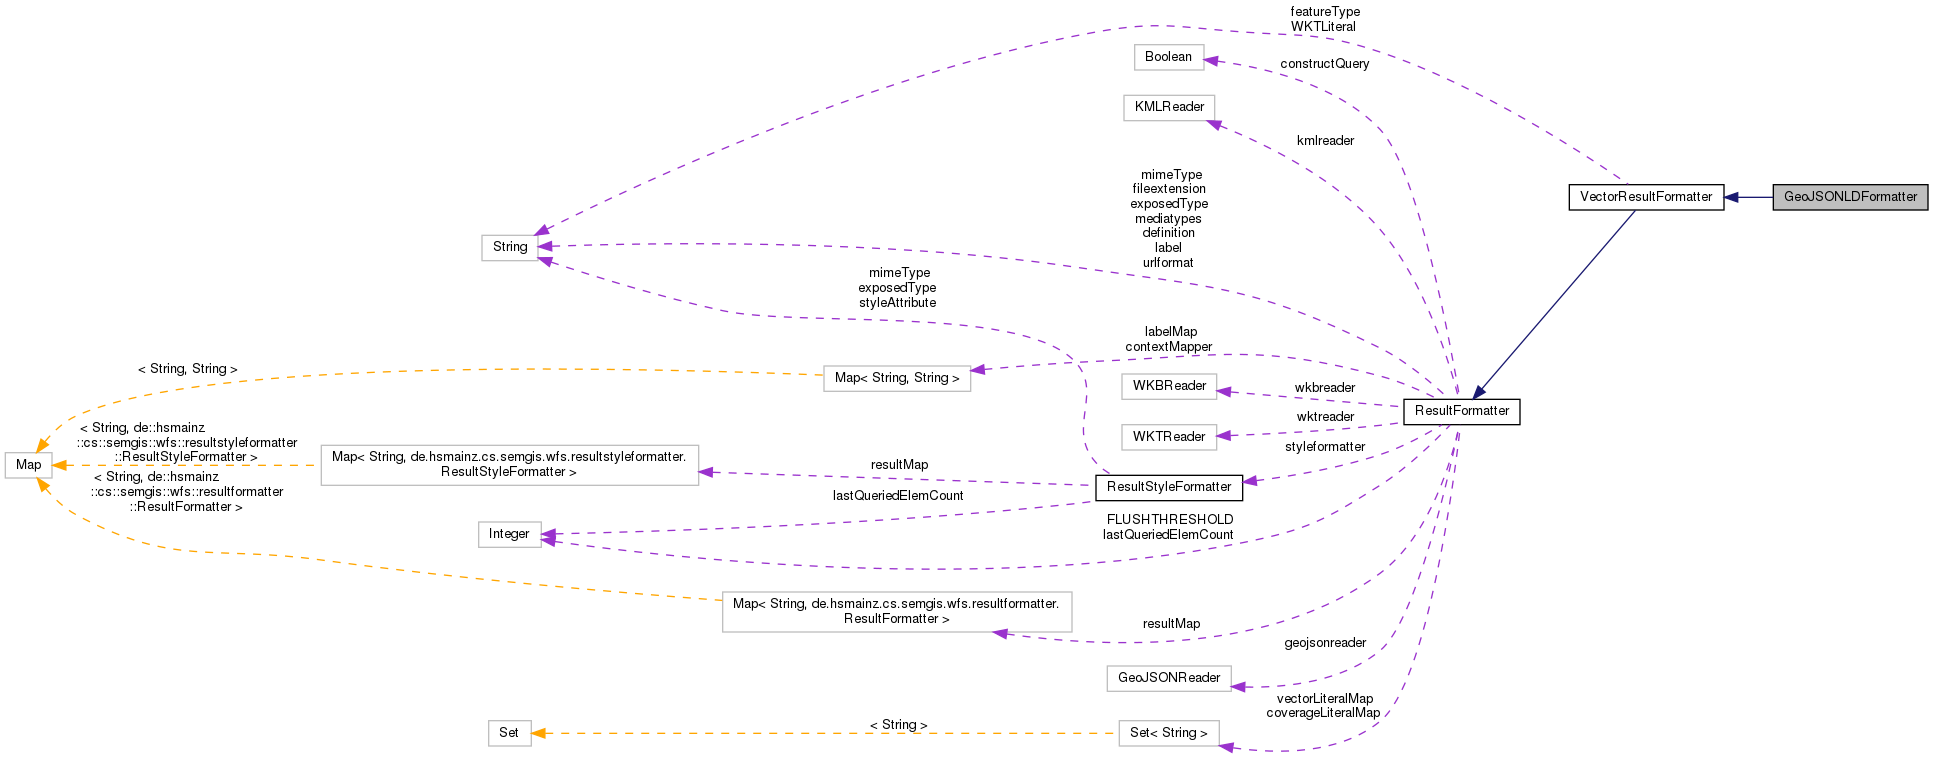 featureType
WKTLiteral
Boolean
constructQuery
KMLReader
kmlreader
mimeType
fileextension
exposedType
mediatypes
definition
label
urlformat
VectorResultFormatter
GeoJSONLDFormatter
String
mimeType
exposedType
styleAttribute
labelMap
contextMapper
< String, String >
Map< String, String >
WKBReader
wkbreader
ResultFormatter
WKTReader
wktreader
styleformatter
< String, de::hsmainz
::cs::semgis::wfs::resultstyleformatter
::ResultStyleFormatter >
Map
Map< String, de.hsmainz.cs.semgis.wfs.resultstyleformatter.
ResultStyleFormatter >
resultMap
ResultStyleFormatter
< String, de::hsmainz
::cs::semgis::wfs::resultformatter
::ResultFormatter >
lastQueriedElemCount
Integer
FLUSHTHRESHOLD
lastQueriedElemCount
Map< String, de.hsmainz.cs.semgis.wfs.resultformatter.
ResultFormatter >
resultMap
geojsonreader
GeoJSONReader
vectorLiteralMap
coverageLiteralMap
Set
< String >
Set< String >